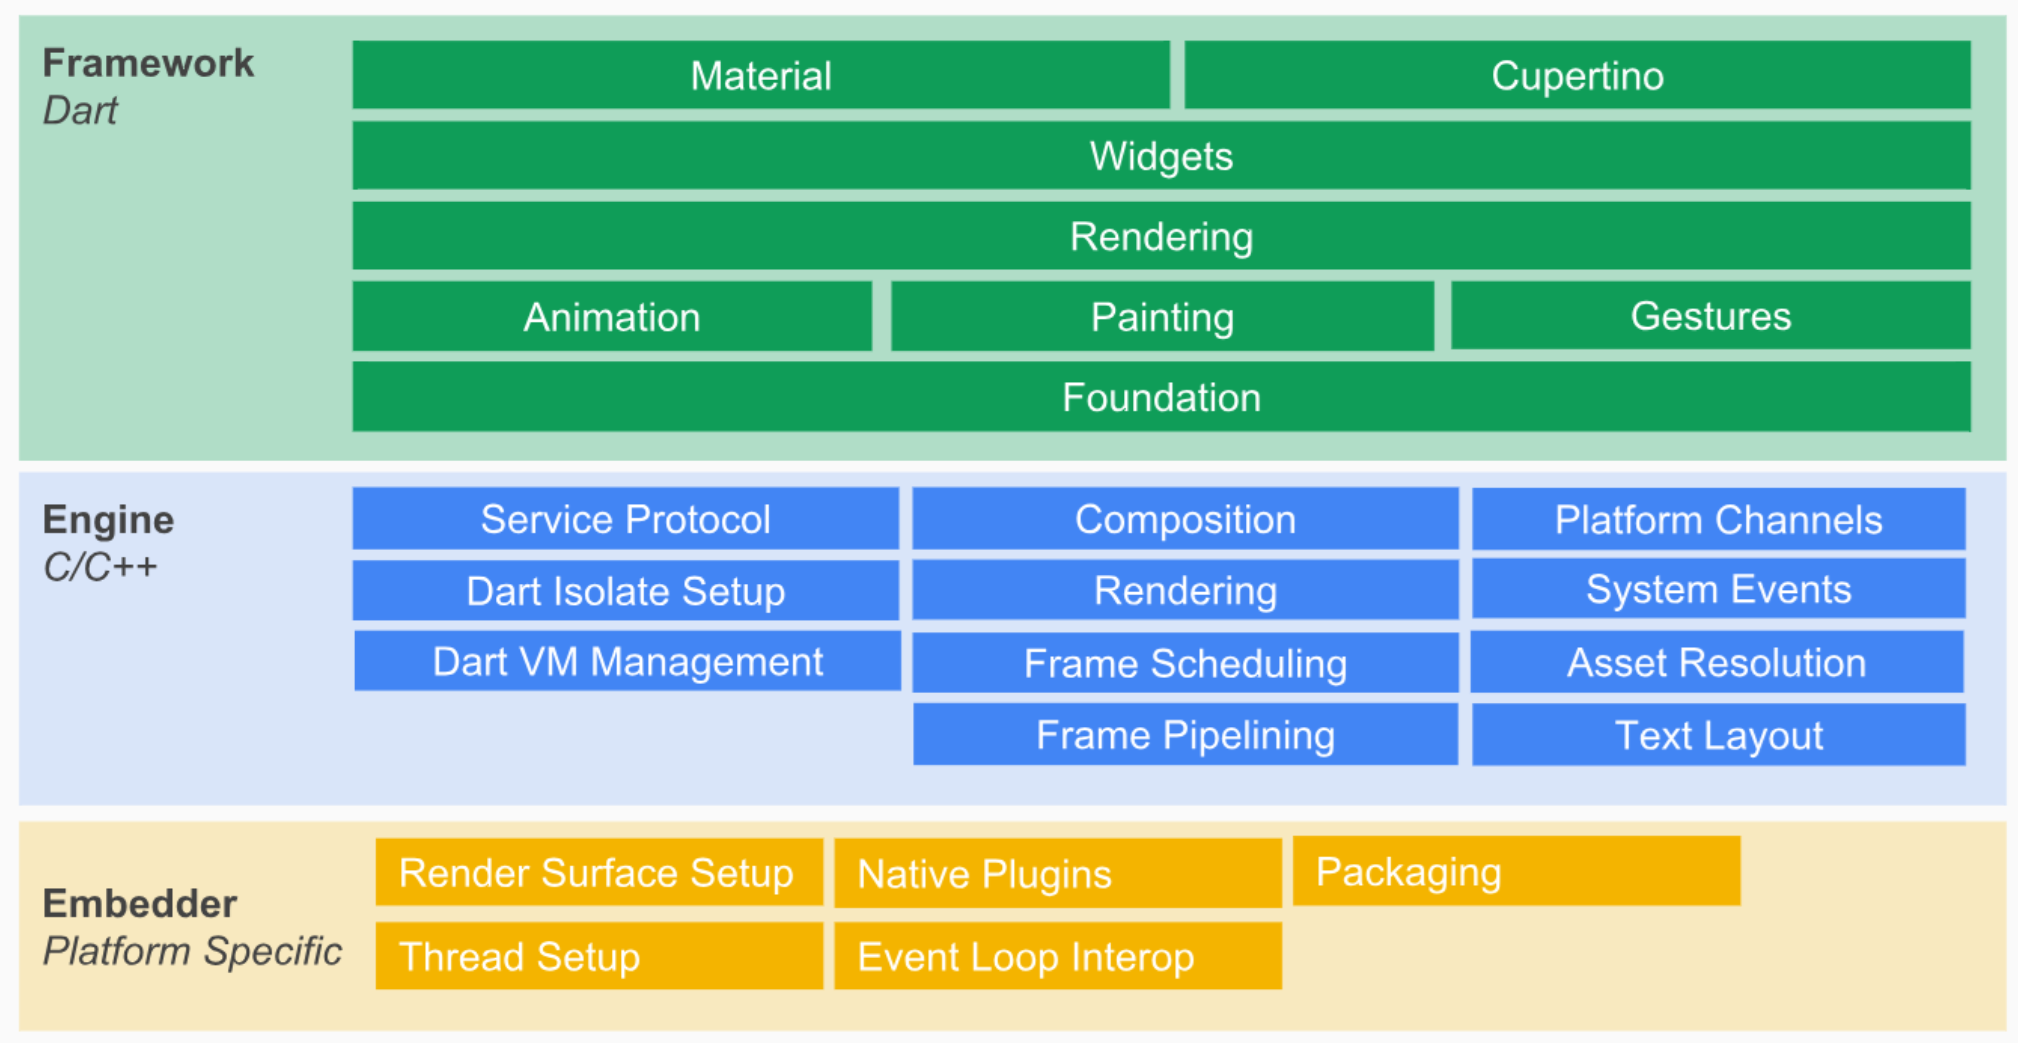 Framework
Dart
Material
Cupertino
Widgets
Rendering
Animation
Painting
Gestures
Foundation
Engine
C/C++
Service Protocol
Composition
Platform Channels
Dart Isolate Setup
Rendering
System Events
Dart VM Management
Frame Scheduling
Asset Resolution
Frame Pipelining
Text Layout
Embedder
Platform Specific
Render Surface Setup
Native Plugins
Packaging
Thread Setup
Event Loop Interop